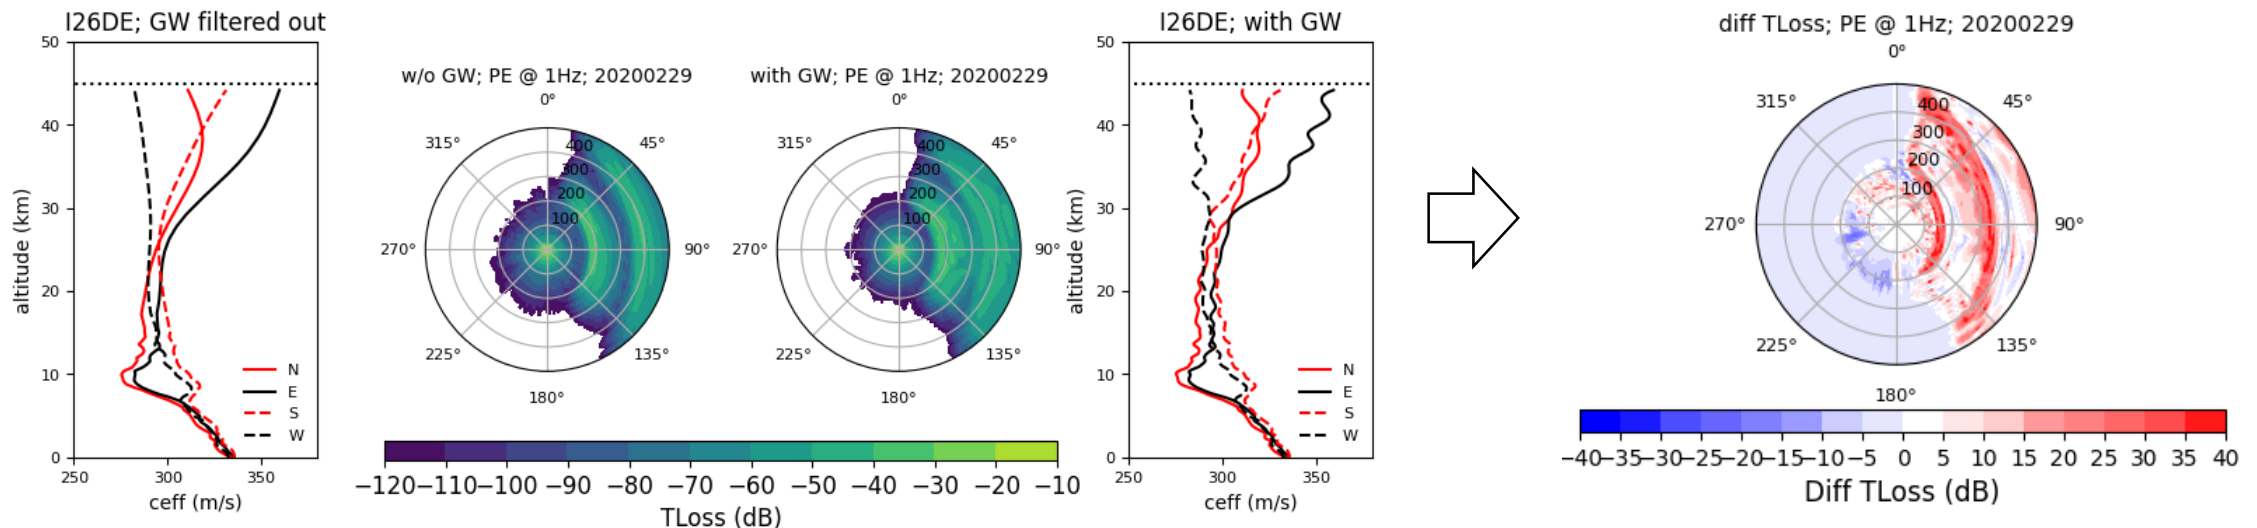 I26DE; GW filtered out
50
40
30
20
10
0
altitude (km)
N
E
S
W
250
300
350
ceff (m/s)
w/o GW; PE @ 1Hz; 20200229
0°
45°
90°
135°
180°
225°
270°
315°
400
300
200
100
with GW; PE @ 1Hz; 20200229
0°
45°
90°
135°
180°
225°
270°
315°
400
300
200
100
−120−110−100 −90 −80 −70 −60 −50 −40 −30 −20 −10
TLoss (dB)
I26DE; with GW
50
40
30
20
10
0
altitude (km)
N
E
S
W
250
300
350
ceff (m/s)
diff TLoss; PE @ 1Hz; 20200229
0°
45°
90°
135°
180°
225°
270°
315°
400
300
200
100
−40−35−30−25−20−15−10 −5 0 5 10 15 20 25 30 35 40
Diff TLoss (dB)